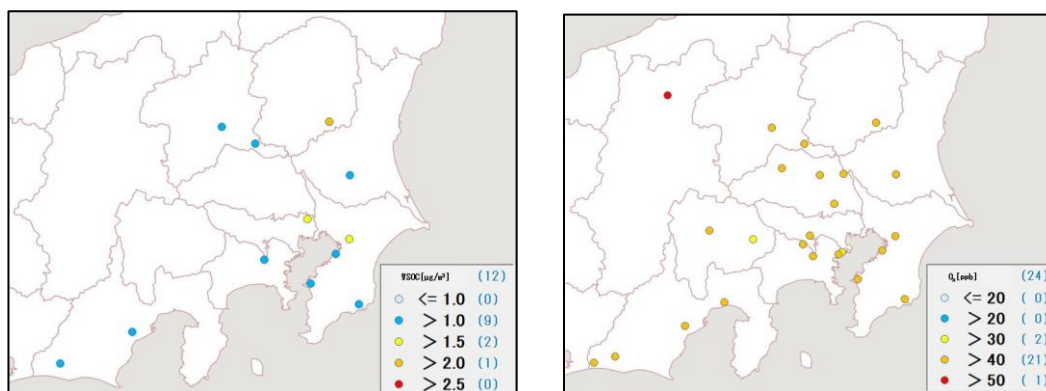 WSOC[μg/m³] (12)
<= 1.0 (0)
> 1.0 (9)
> 1.5 (2)
> 2.0 (1)
> 2.5 (0)
Oₓ[ppb] (24)
<= 20 ( 0)
> 20 ( 0)
> 30 ( 2)
> 40 (21)
> 50 ( 1)